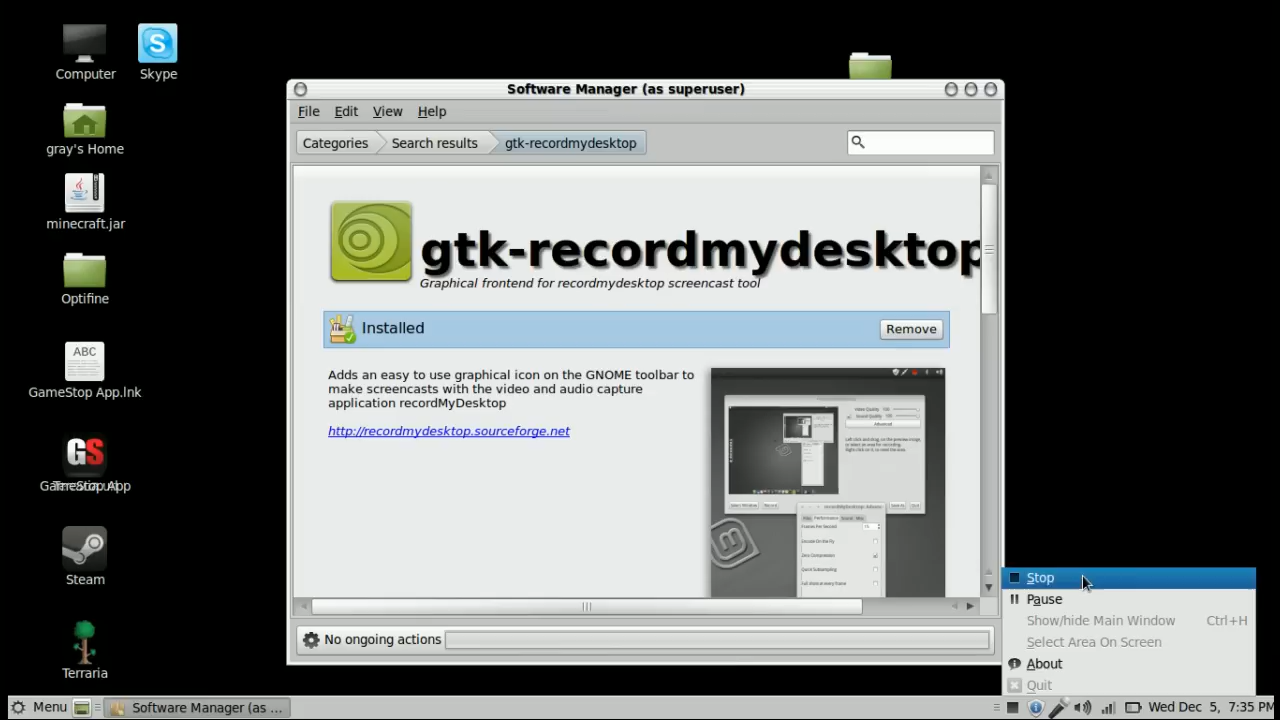 Computer
Skype
gray's Home
minecraft.jar
Optifine
ABC
GameStop App.lnk
GS
Steam
Terraria
Software Manager (as superuser)
File Edit View Help
Categories Search results gtk-recordmydesktop
gtk-recordmydesktop
Graphical frontend for recordmydesktop screencast tool
Installed Remove
Adds an easy to use graphical icon on the GNOME toolbar to
make screencasts with the video and audio capture
application recordMyDesktop
http://recordmydesktop.sourceforge.net
No ongoing actions
Stop
Pause
Show/hide Main Window Ctrl+H
Select Area On Screen
About
Quit
Menu Software Manager (as ... Wed Dec 5, 7:35 PM